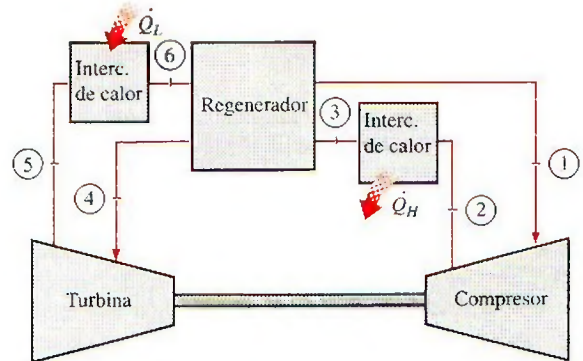 Q̇L
6
Interc.
de calor
Regenerador
3
Interc.
de calor
5
4
Q̇H
2
1
Turbina
Compresor